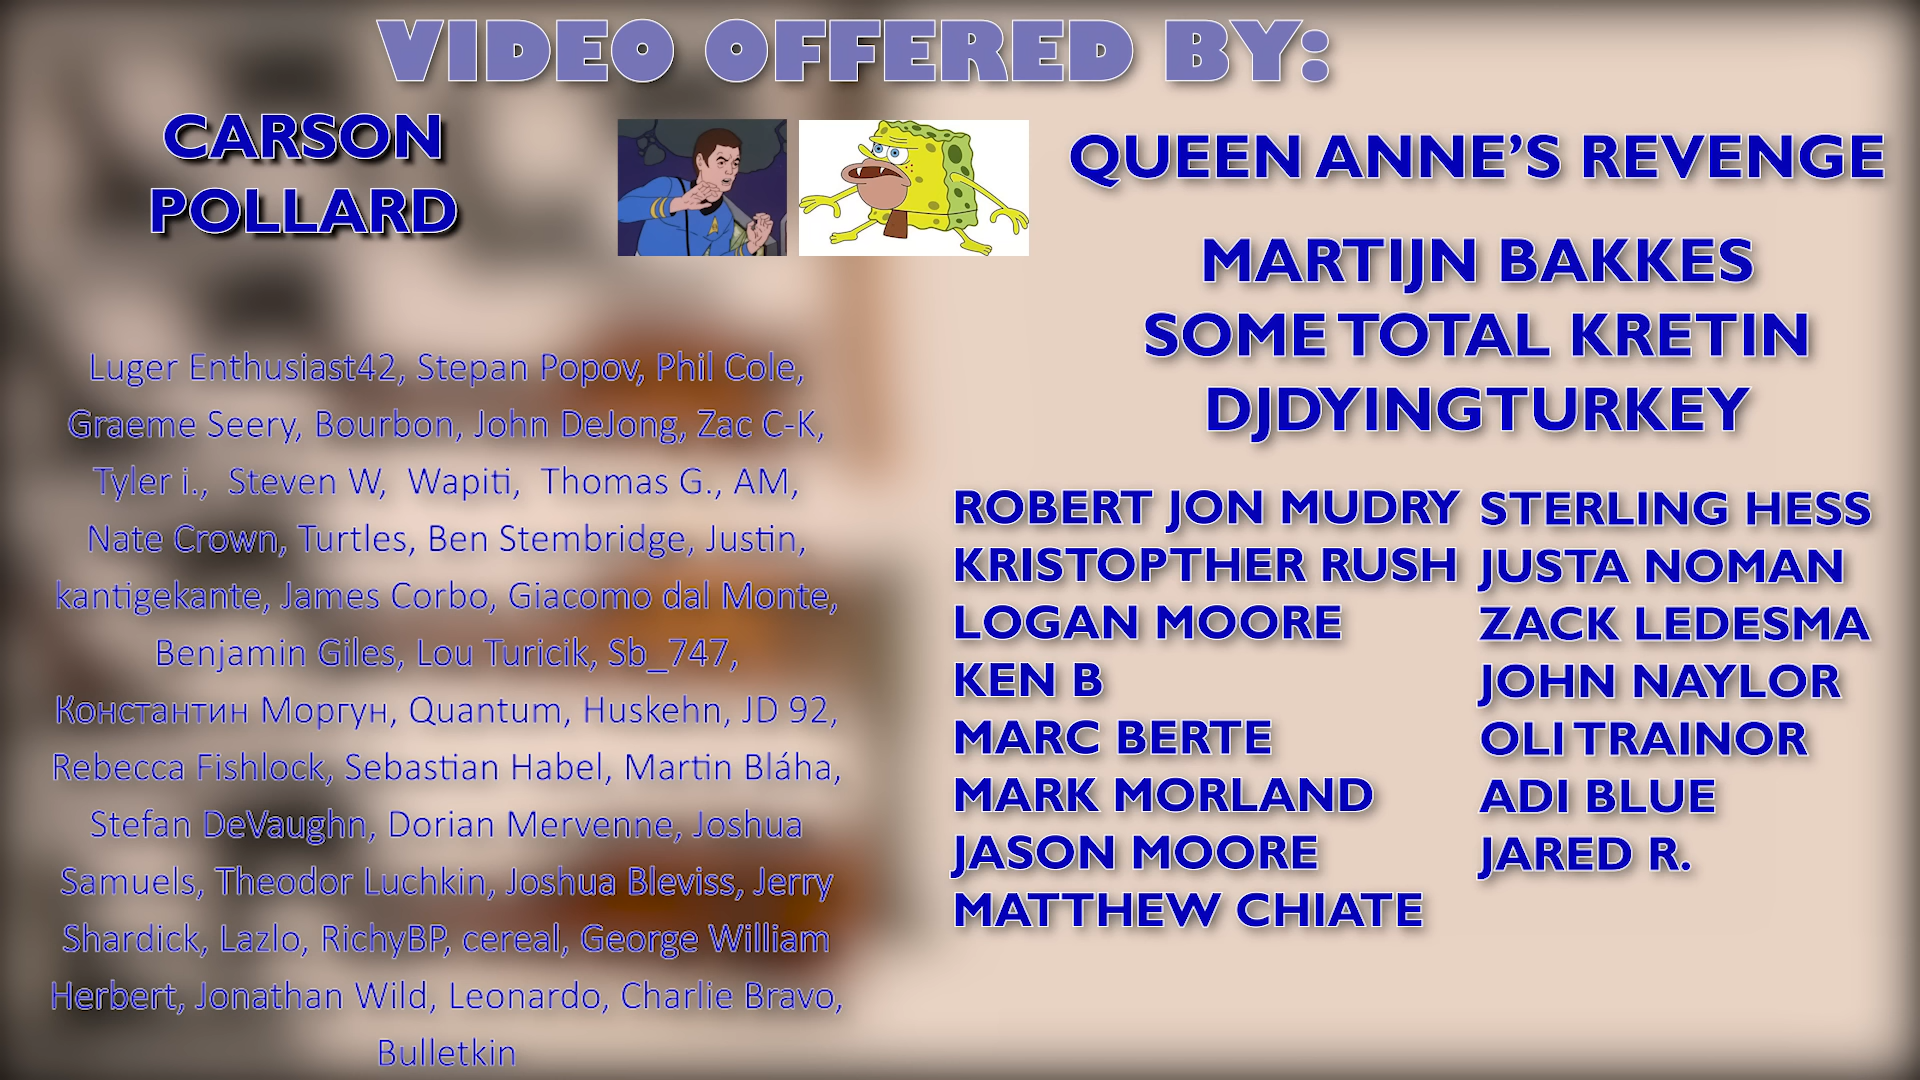 VIDEO OFFERED BY:
CARSON
POLLARD
QUEEN ANNE’S REVENGE
MARTIJN BAKKES
SOME TOTAL KRETIN
DJDYINGTURKEY
Luger Enthusiast42, Stepan Popov, Phil Cole,
Graeme Seery, Bourbon, John DeJong, Zac C-K,
Tyler i., Steven W, Wapiti, Thomas G., AM,
Nate Crown, Turtles, Ben Stembridge, Justin,
kantigekante, James Corbo, Giacomo dal Monte,
Benjamin Giles, Lou Turicik, Sb_747,
Константин Моргун, Quantum, Huskehn, JD 92,
Rebecca Fishlock, Sebastian Habel, Martin Bláha,
Stefan DeVaughn, Dorian Mervenne, Joshua
Samuels, Theodor Luchkin, Joshua Bleviss, Jerry
Shardick, Lazlo, RichyBP, cereal, George William
Herbert, Jonathan Wild, Leonardo, Charlie Bravo,
Bulletkin
ROBERT JON MUDRY
KRISTOPTHER RUSH
LOGAN MOORE
KEN B
MARC BERTE
MARK MORLAND
JASON MOORE
MATTHEW CHIATE
STERLING HESS
JUSTA NOMAN
ZACK LEDESMA
JOHN NAYLOR
OLI TRAINOR
ADI BLUE
JARED R.